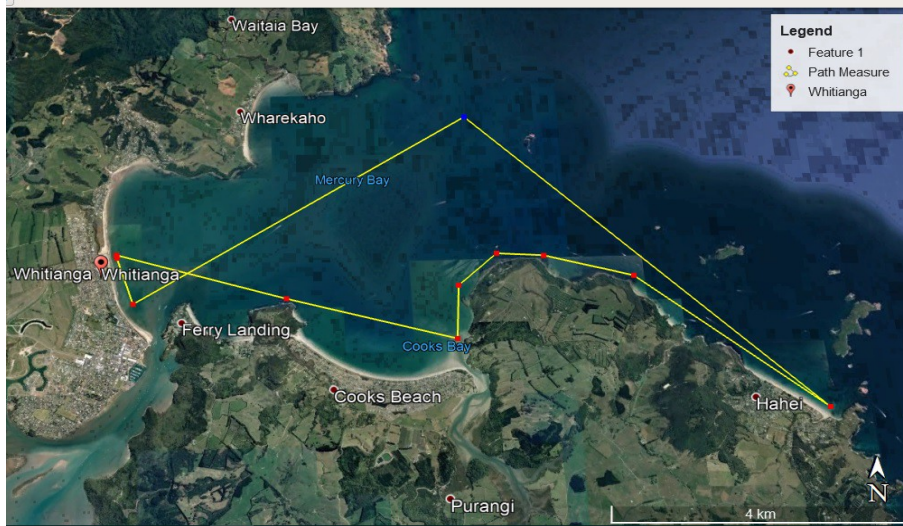 Waitaia Bay
Legend
Feature 1
Path Measure
Whitianga
Wharekaho
Mercury Bay
Whitianga Whitianga
Ferry Landing
Cooks Bay
Cooks Beach
Hahei
Purangi
N
4 km